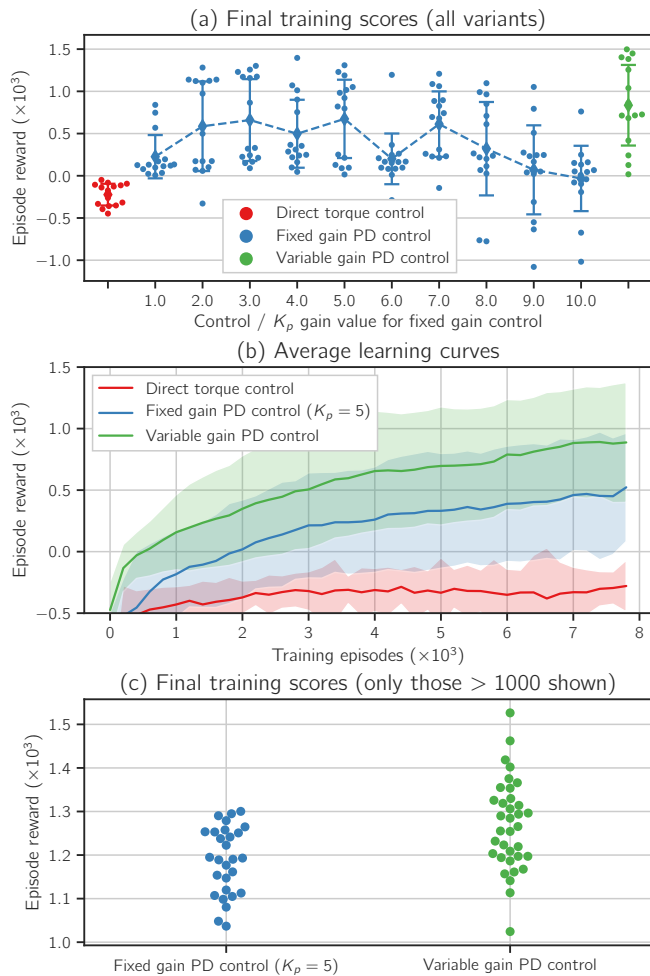 (a) Final training scores (all variants)
Episode reward (×10³)
1.5
1.0
0.5
0.0
−0.5
−1.0
Direct torque control
Fixed gain PD control
Variable gain PD control
1.0 2.0 3.0 4.0 5.0 6.0 7.0 8.0 9.0 10.0
Control / Kₚ gain value for fixed gain control
(b) Average learning curves
Episode reward (×10³)
1.5
1.0
0.5
0.0
−0.5
Direct torque control
Fixed gain PD control (Kₚ = 5)
Variable gain PD control
0 1 2 3 4 5 6 7 8
Training episodes (×10³)
(c) Final training scores (only those > 1000 shown)
Episode reward (×10³)
1.5
1.4
1.3
1.2
1.1
1.0
Fixed gain PD control (Kₚ = 5) Variable gain PD control